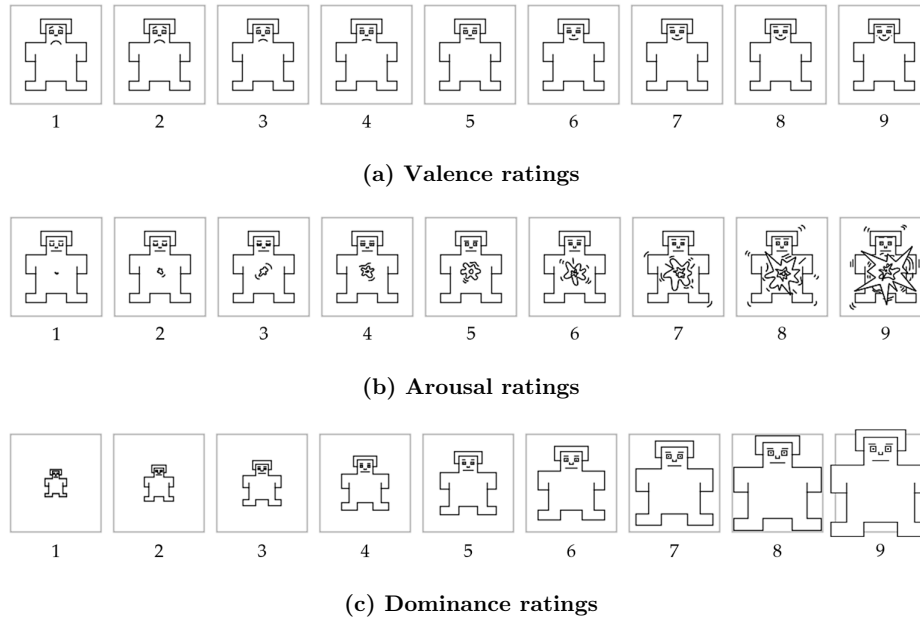 1 2 3 4 5 6 7 8 9
(a) Valence ratings
1 2 3 4 5 6 7 8 9
(b) Arousal ratings
1 2 3 4 5 6 7 8 9
(c) Dominance ratings